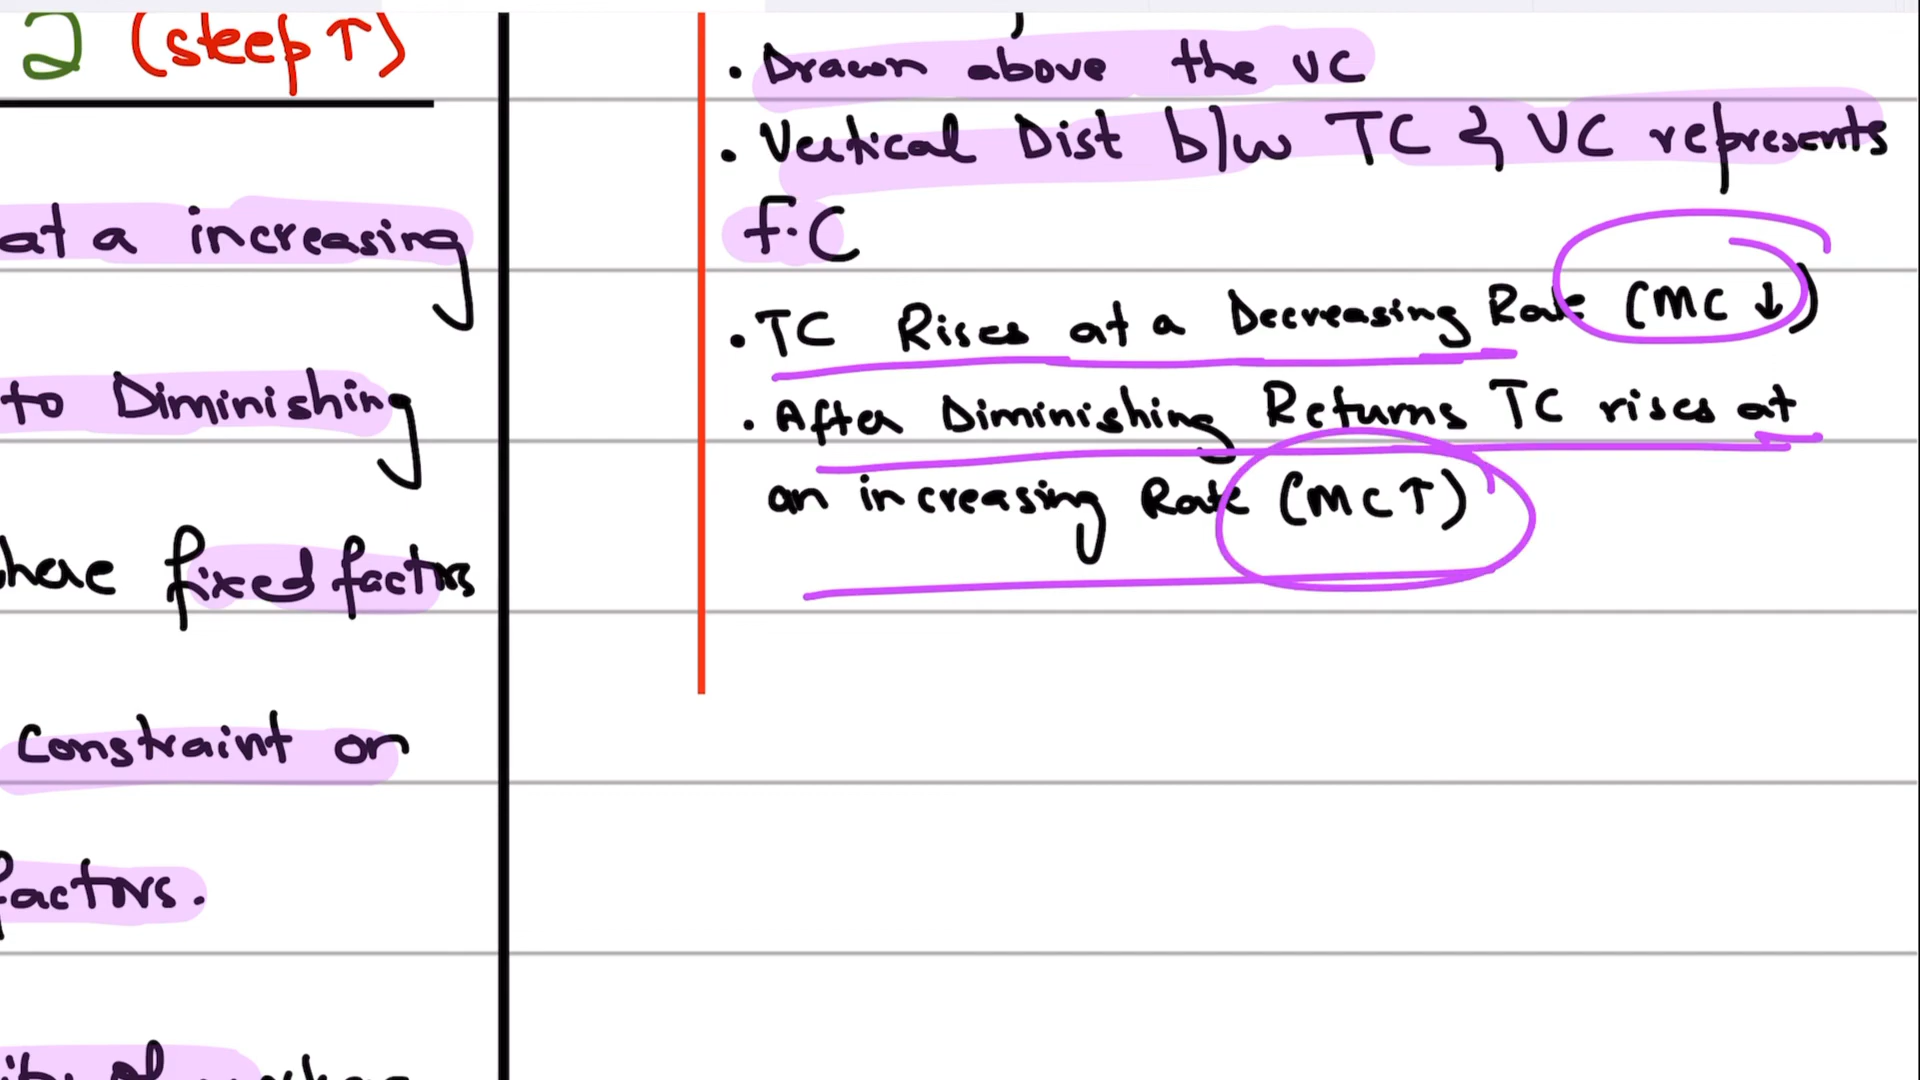 2 (steep ↑)
at a increasing
to Diminishing
fixed factors
Constraint on
factors.
• Drawn above the VC
• Vertical Dist b/w TC & VC represents
F.C
• TC Rises at a Decreasing Rate (MC ↓)
• After Diminishing Returns TC rises at
an increasing Rate (MC ↑)